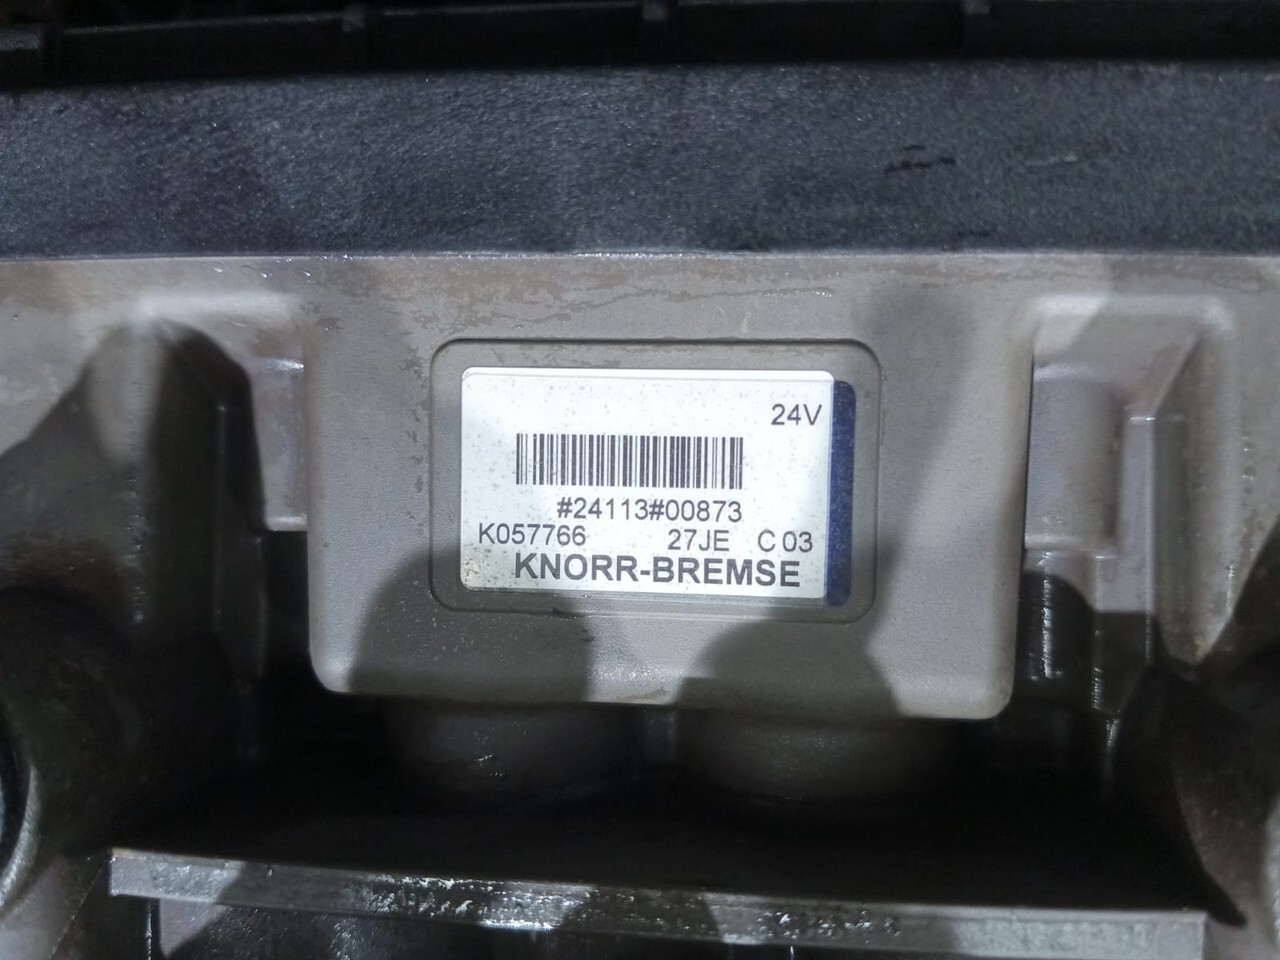 24V
#24113#00873
K057766 27JE C 03
KNORR-BREMSE